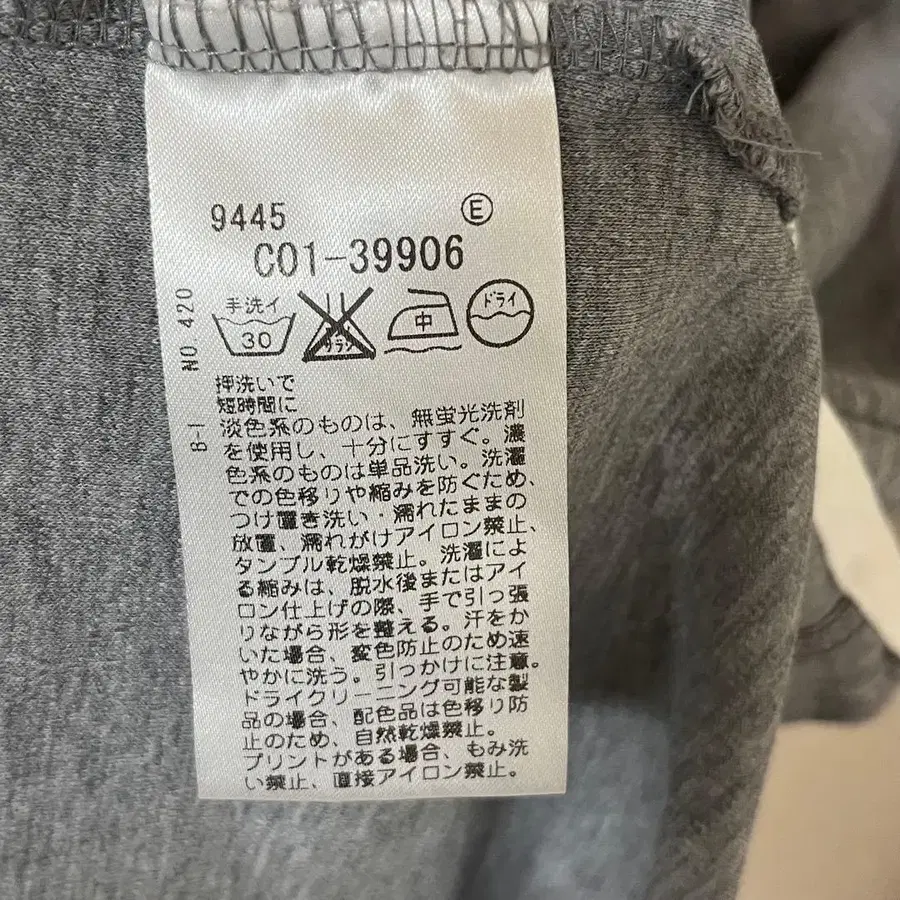 9445 Ⓔ
C01-39906
手洗イ 30 サラシ 中 ドライ
NO 420
B-1
押洗いで
短時間に
淡色系のものは、無蛍光洗剤
を使用し、十分にすすぐ。濃
色系のものは単品洗い。洗濯
での色移りや縮みを防ぐため、
つけ置き洗い・濡れたままの
放置、濡れがけアイロン禁止、
タンブル乾燥禁止。洗濯によ
る縮みは、脱水後またはアイ
ロン仕上げの際、手で引っ張
りながら形を整える。汗をか
いた場合、変色防止のため速
やかに洗う。引つかけに注意。
ドライクリーニング可能な製
品の場合、配色品は色移り防
止のため、自然乾燥禁止。
プリントがある場合、もみ洗
い禁止、直接アイロン禁止。